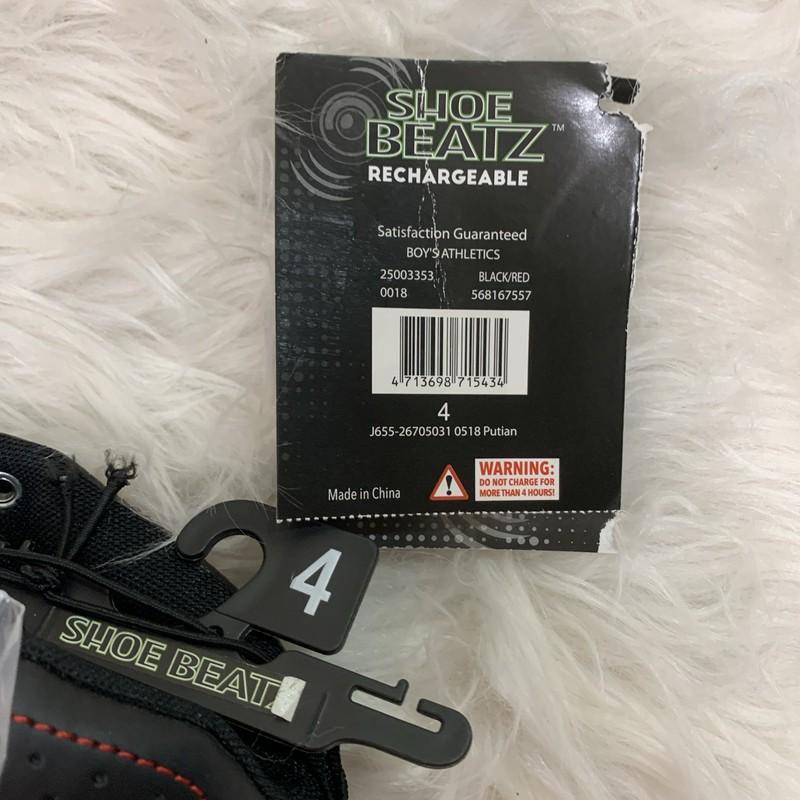 SHOE
BEATZ™
RECHARGEABLE
Satisfaction Guaranteed
BOY'S ATHLETICS
25003353 BLACK/RED
0018 568167557
4 713698 715434
4
J655-26705031 0518 Putian
Made in China
WARNING:
DO NOT CHARGE FOR
MORE THAN 4 HOURS!
4
SHOE BEATZ